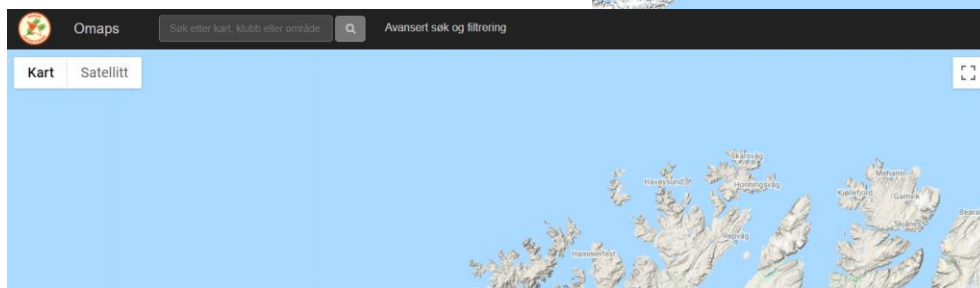 Omaps
Søk etter kart, klubb eller område
Avansert søk og filtrering
Kart
Satellitt
Skarsvåg
Havøysund
Honningsvåg
Mehamn
Kjøllefjord
Gamvik
Skånes
Repvåg
Hammerfest